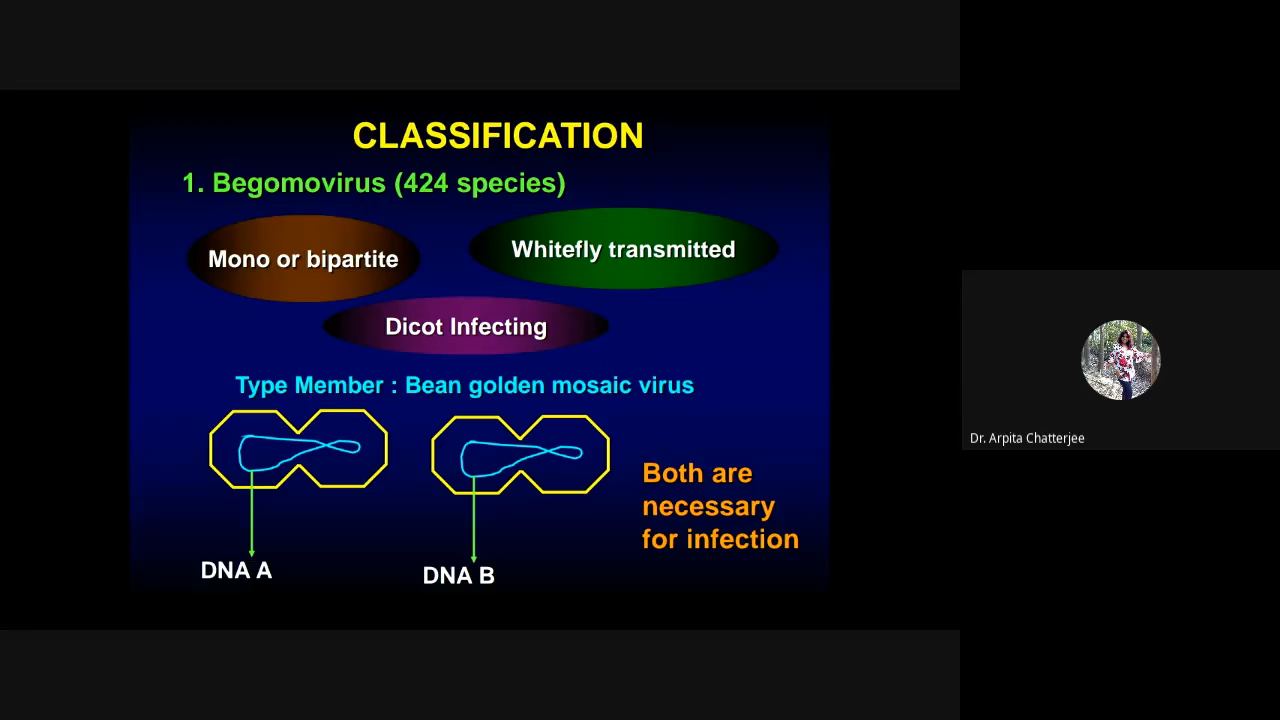 CLASSIFICATION
1. Begomovirus (424 species)
Mono or bipartite
Whitefly transmitted
Dicot Infecting
Type Member : Bean golden mosaic virus
Both are
necessary
for infection
DNA A
DNA B
Dr. Arpita Chatterjee